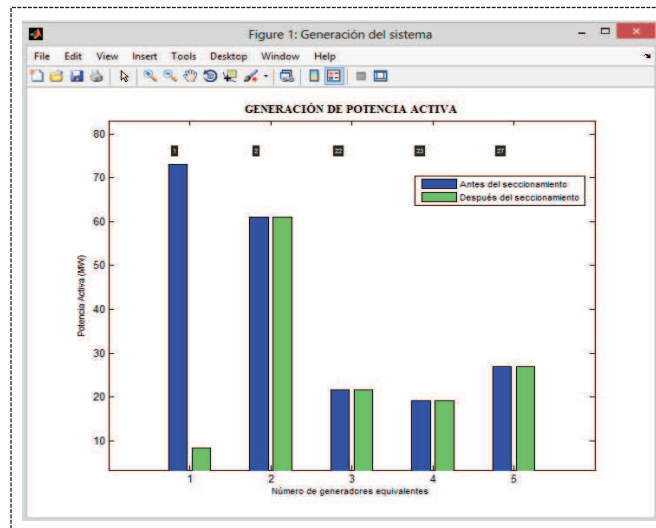 Figure 1: Generación del sistema
File Edit View Insert Tools Desktop Window Help
GENERACIÓN DE POTENCIA ACTIVA
80
70
60
50
40
30
20
10
Potencia Activa (MW)
1 2 22 23 27
Antes del seccionamiento
Después del seccionamiento
1 2 3 4 5
Número de generadores equivalentes